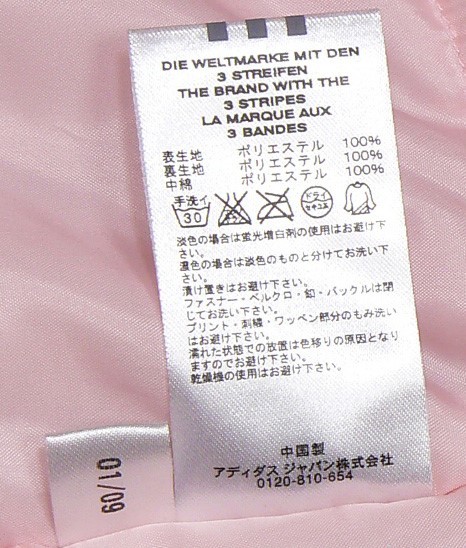 DIE WELTMARKE MIT DEN
3 STREIFEN
THE BRAND WITH THE
3 STRIPES
LA MARQUE AUX
3 BANDES
表生地 ポリエステル 100%
裏生地 ポリエステル 100%
中綿 ポリエステル 100%
手洗イ
30
ドライ
セキユ系
淡色の場合は蛍光増白剤の使用はお避け下
さい。
濃色の場合は淡色のものと分けてお洗い下
さい。
漬け置きはお避け下さい。
ファスナー・ベルクロ・釦・バックルは閉
じてお洗い下さい。
プリント・刺繍・ワッペン部分のもみ洗い
はお避け下さい。
濡れた状態での放置は色移りの原因となり
ますのでお避け下さい。
乾燥機の使用はお避け下さい。
中国製
アディダス ジャパン株式会社
0120-810-654
01/09